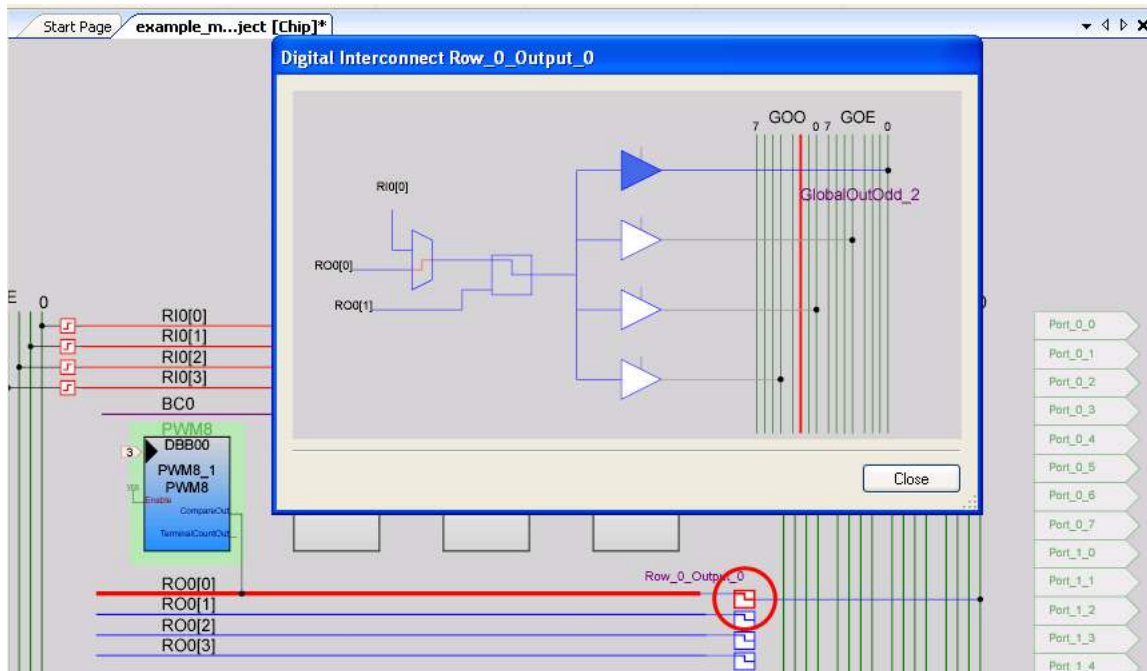 Start Page
example_m...ject [Chip]*
Digital Interconnect Row_0_Output_0
GOO
GOE
7
0
7
0
RI0[0]
GlobalOutOdd_2
RO0[0]
RO0[1]
Close
E
0
0
RI0[0]
RI0[1]
RI0[2]
RI0[3]
BC0
PWM8
DBB00
3
PWM8_1
PWM8
Enable
CompareOut
TerminalCountOut
Row_0_Output_0
RO0[0]
RO0[1]
RO0[2]
RO0[3]
Port_0_0
Port_0_1
Port_0_2
Port_0_3
Port_0_4
Port_0_5
Port_0_6
Port_0_7
Port_1_0
Port_1_1
Port_1_2
Port_1_3
Port_1_4